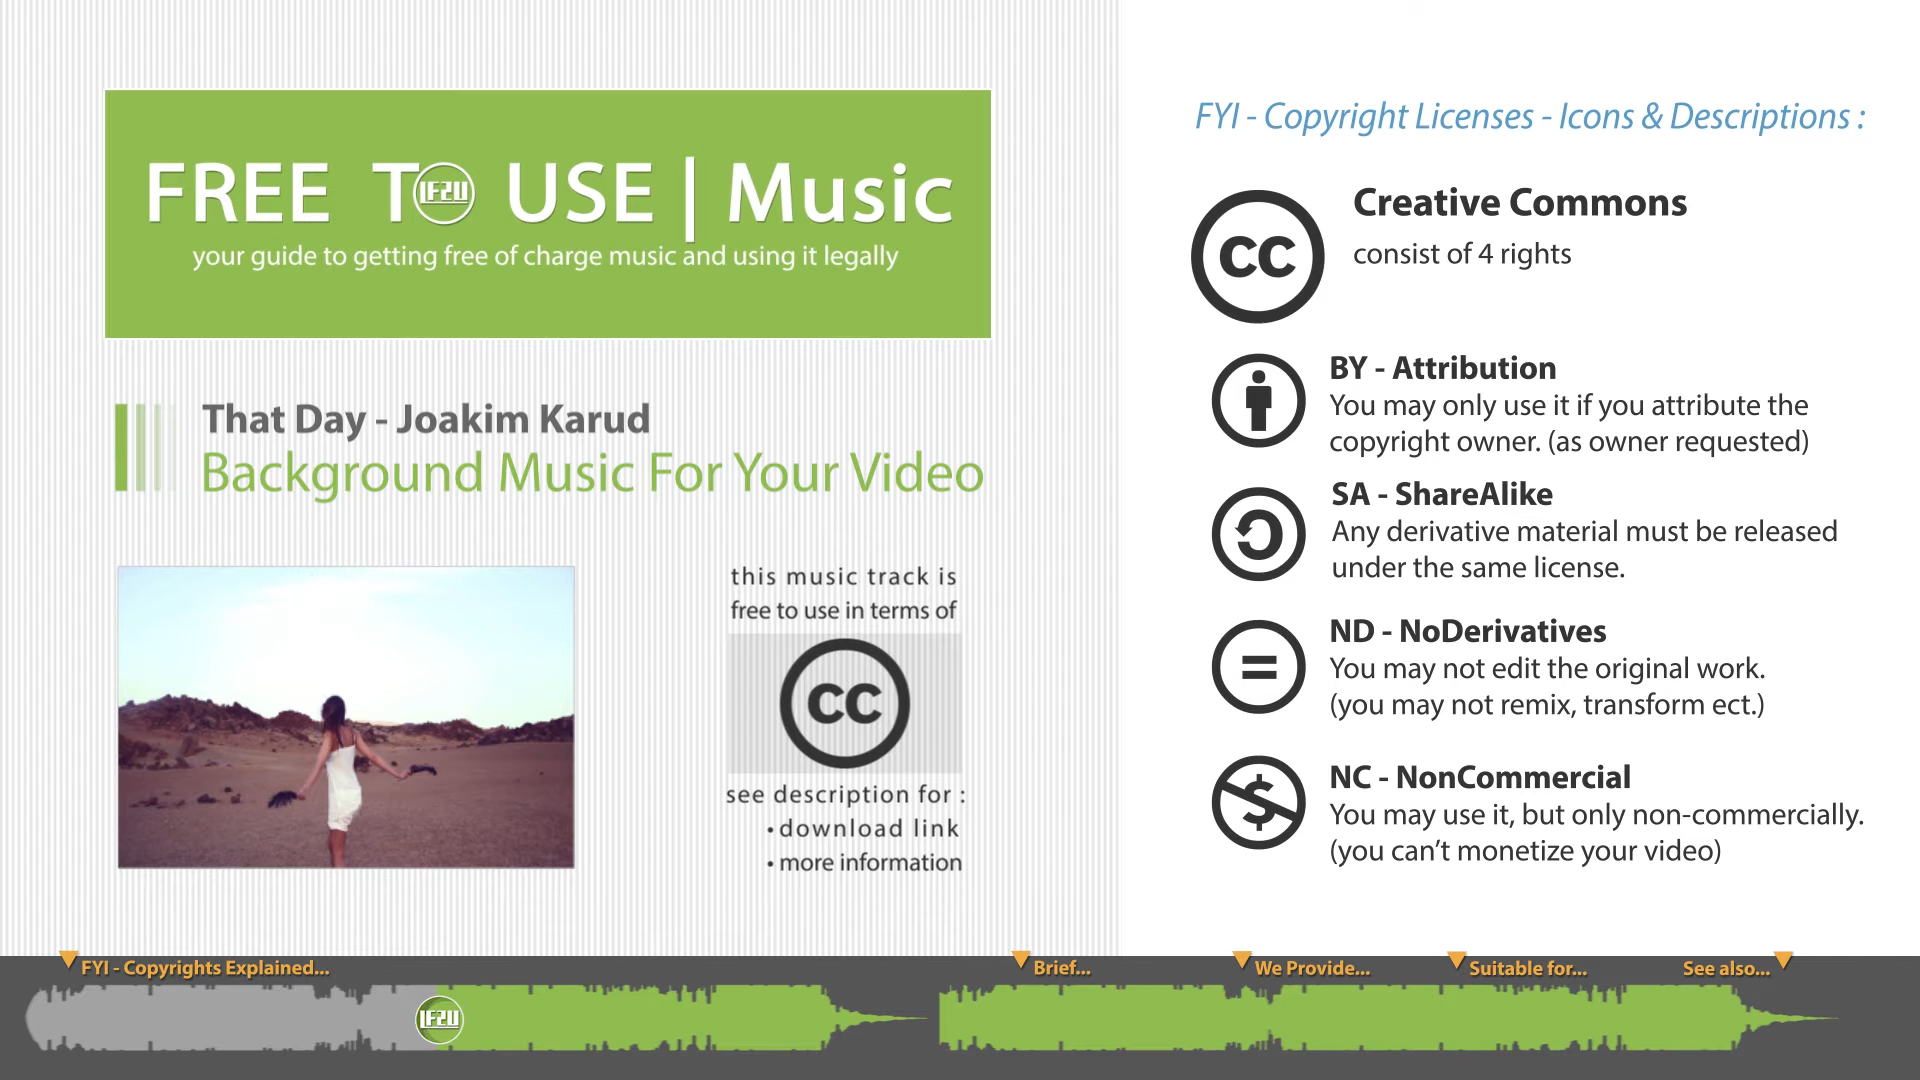 FREE TO USE | Music
your guide to getting free of charge music and using it legally
That Day - Joakim Karud
Background Music For Your Video
this music track is
free to use in terms of
cc
see description for :
• download link
• more information
FYI - Copyright Licenses - Icons & Descriptions :
cc
Creative Commons
consist of 4 rights
BY - Attribution
You may only use it if you attribute the
copyright owner. (as owner requested)
SA - ShareAlike
Any derivative material must be released
under the same license.
ND - NoDerivatives
You may not edit the original work.
(you may not remix, transform ect.)
NC - NonCommercial
You may use it, but only non-commercially.
(you can't monetize your video)
FYI - Copyrights Explained...
Brief...
We Provide...
Suitable for...
See also...